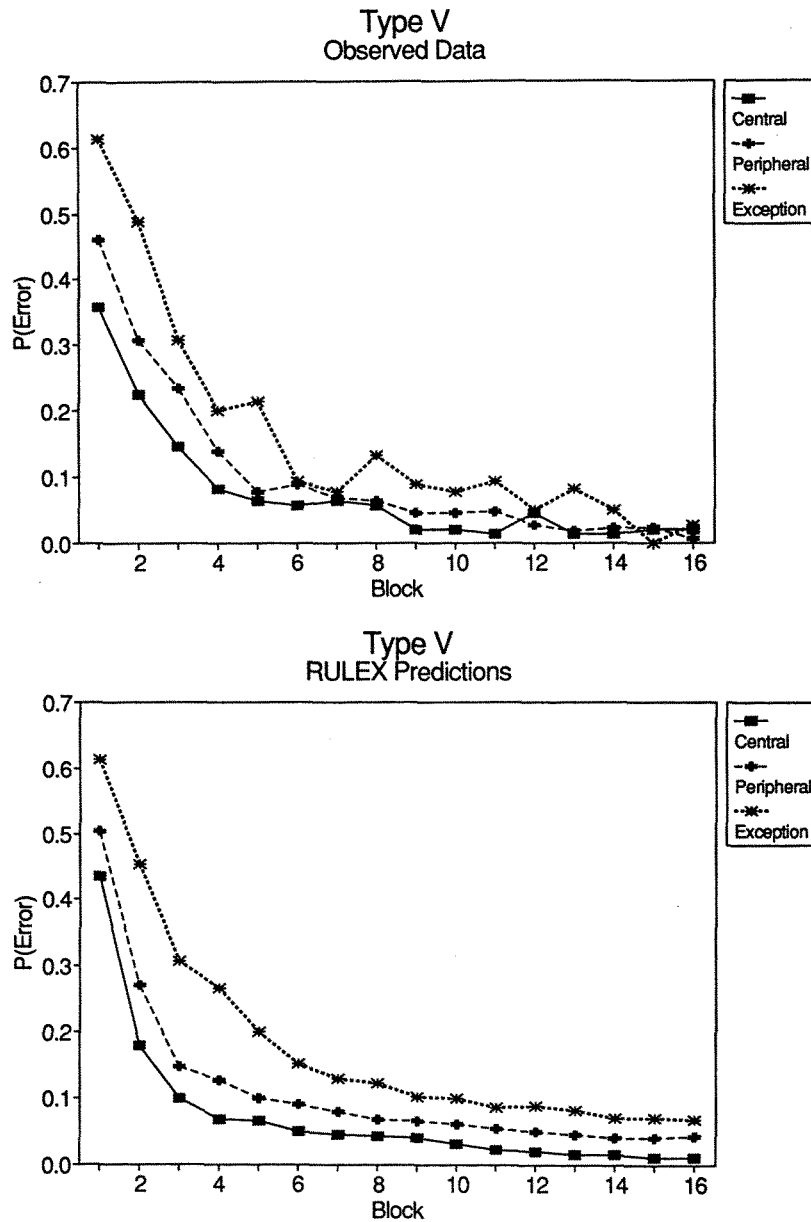 Type V
Observed Data
0.7
0.6
0.5
0.4
0.3
0.2
0.1
0.0
P(Error)
2 4 6 8 10 12 14 16
Block
Central
Peripheral
Exception
Type V
RULEX Predictions
0.7
0.6
0.5
0.4
0.3
0.2
0.1
0.0
P(Error)
2 4 6 8 10 12 14 16
Block
Central
Peripheral
Exception